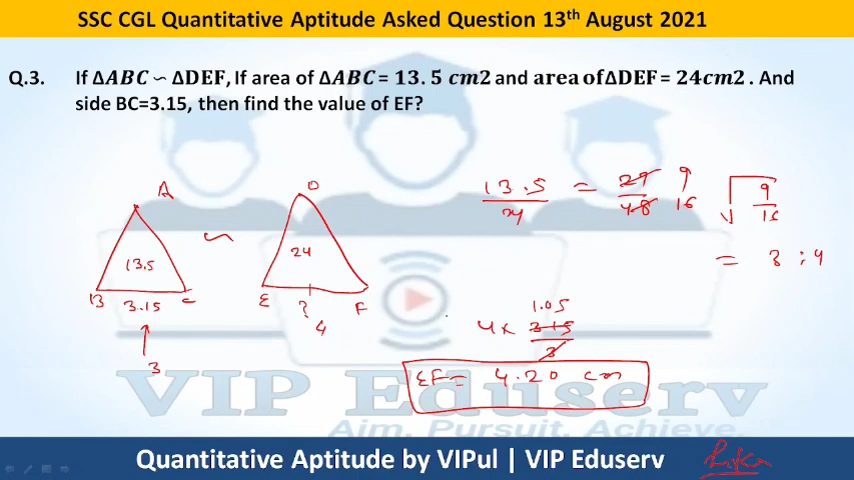 SSC CGL Quantitative Aptitude Asked Question 13th August 2021
Q.3. If ΔABC ∽ ΔDEF, If area of ΔABC = 13.5 cm2 and area ofΔDEF = 24cm2 . And
side BC=3.15, then find the value of EF?
A
D
13.5/24 = 27/48 9/16 √9/16
∽
13.5
24
= 3 : 4
B 3.15 C
E ? F
4
3
1.05
4 × 3.15/3
EF = 4.20 cm
VIP Eduserv
Aim. Pursuit. Achieve.
Quantitative Aptitude by VIPul | VIP Eduserv